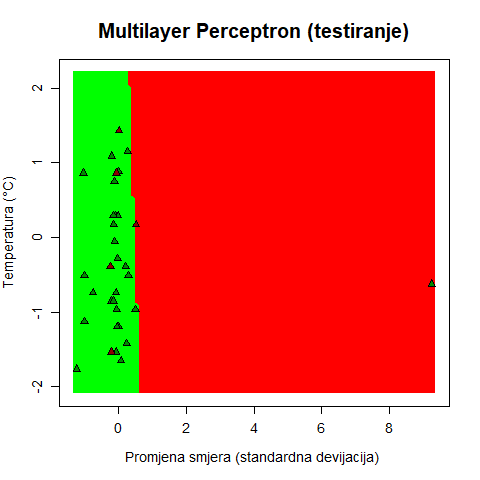 Multilayer Perceptron (testiranje)
Temperatura (°C)
2
1
0
-1
-2
0 2 4 6 8
Promjena smjera (standardna devijacija)